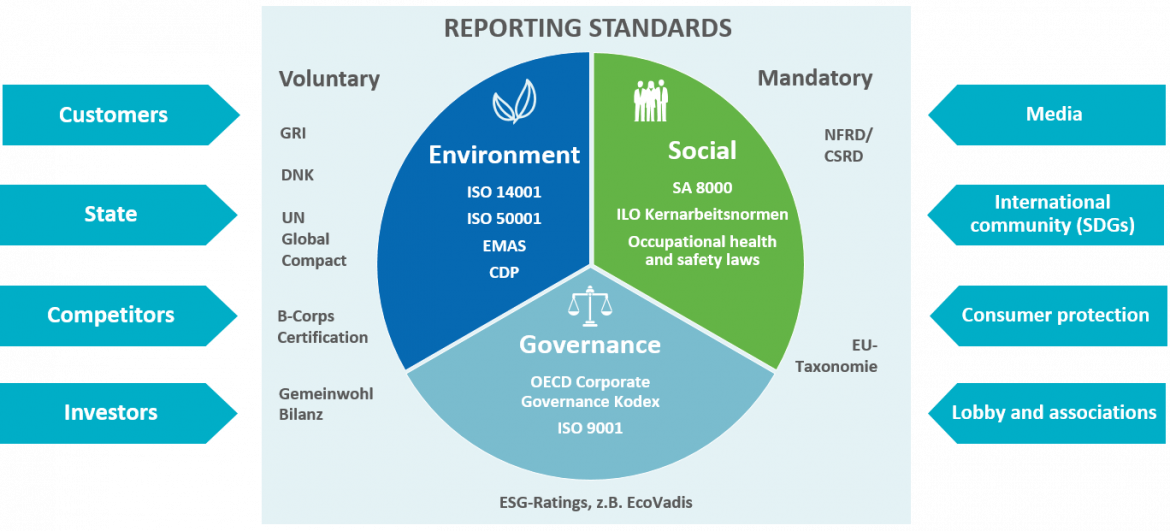 REPORTING STANDARDS
Voluntary
GRI
DNK
UN
Global
Compact
B-Corps
Certification
Gemeinwohl
Bilanz
Customers
State
Competitors
Investors
Environment
ISO 14001
ISO 50001
EMAS
CDP
Social
SA 8000
ILO Kernarbeitsnormen
Occupational health
and safety laws
Governance
OECD Corporate
Governance Kodex
ISO 9001
Mandatory
NFRD/
CSRD
EU-
Taxonomie
Media
International
community (SDGs)
Consumer protection
Lobby and associations
ESG-Ratings, z.B. EcoVadis